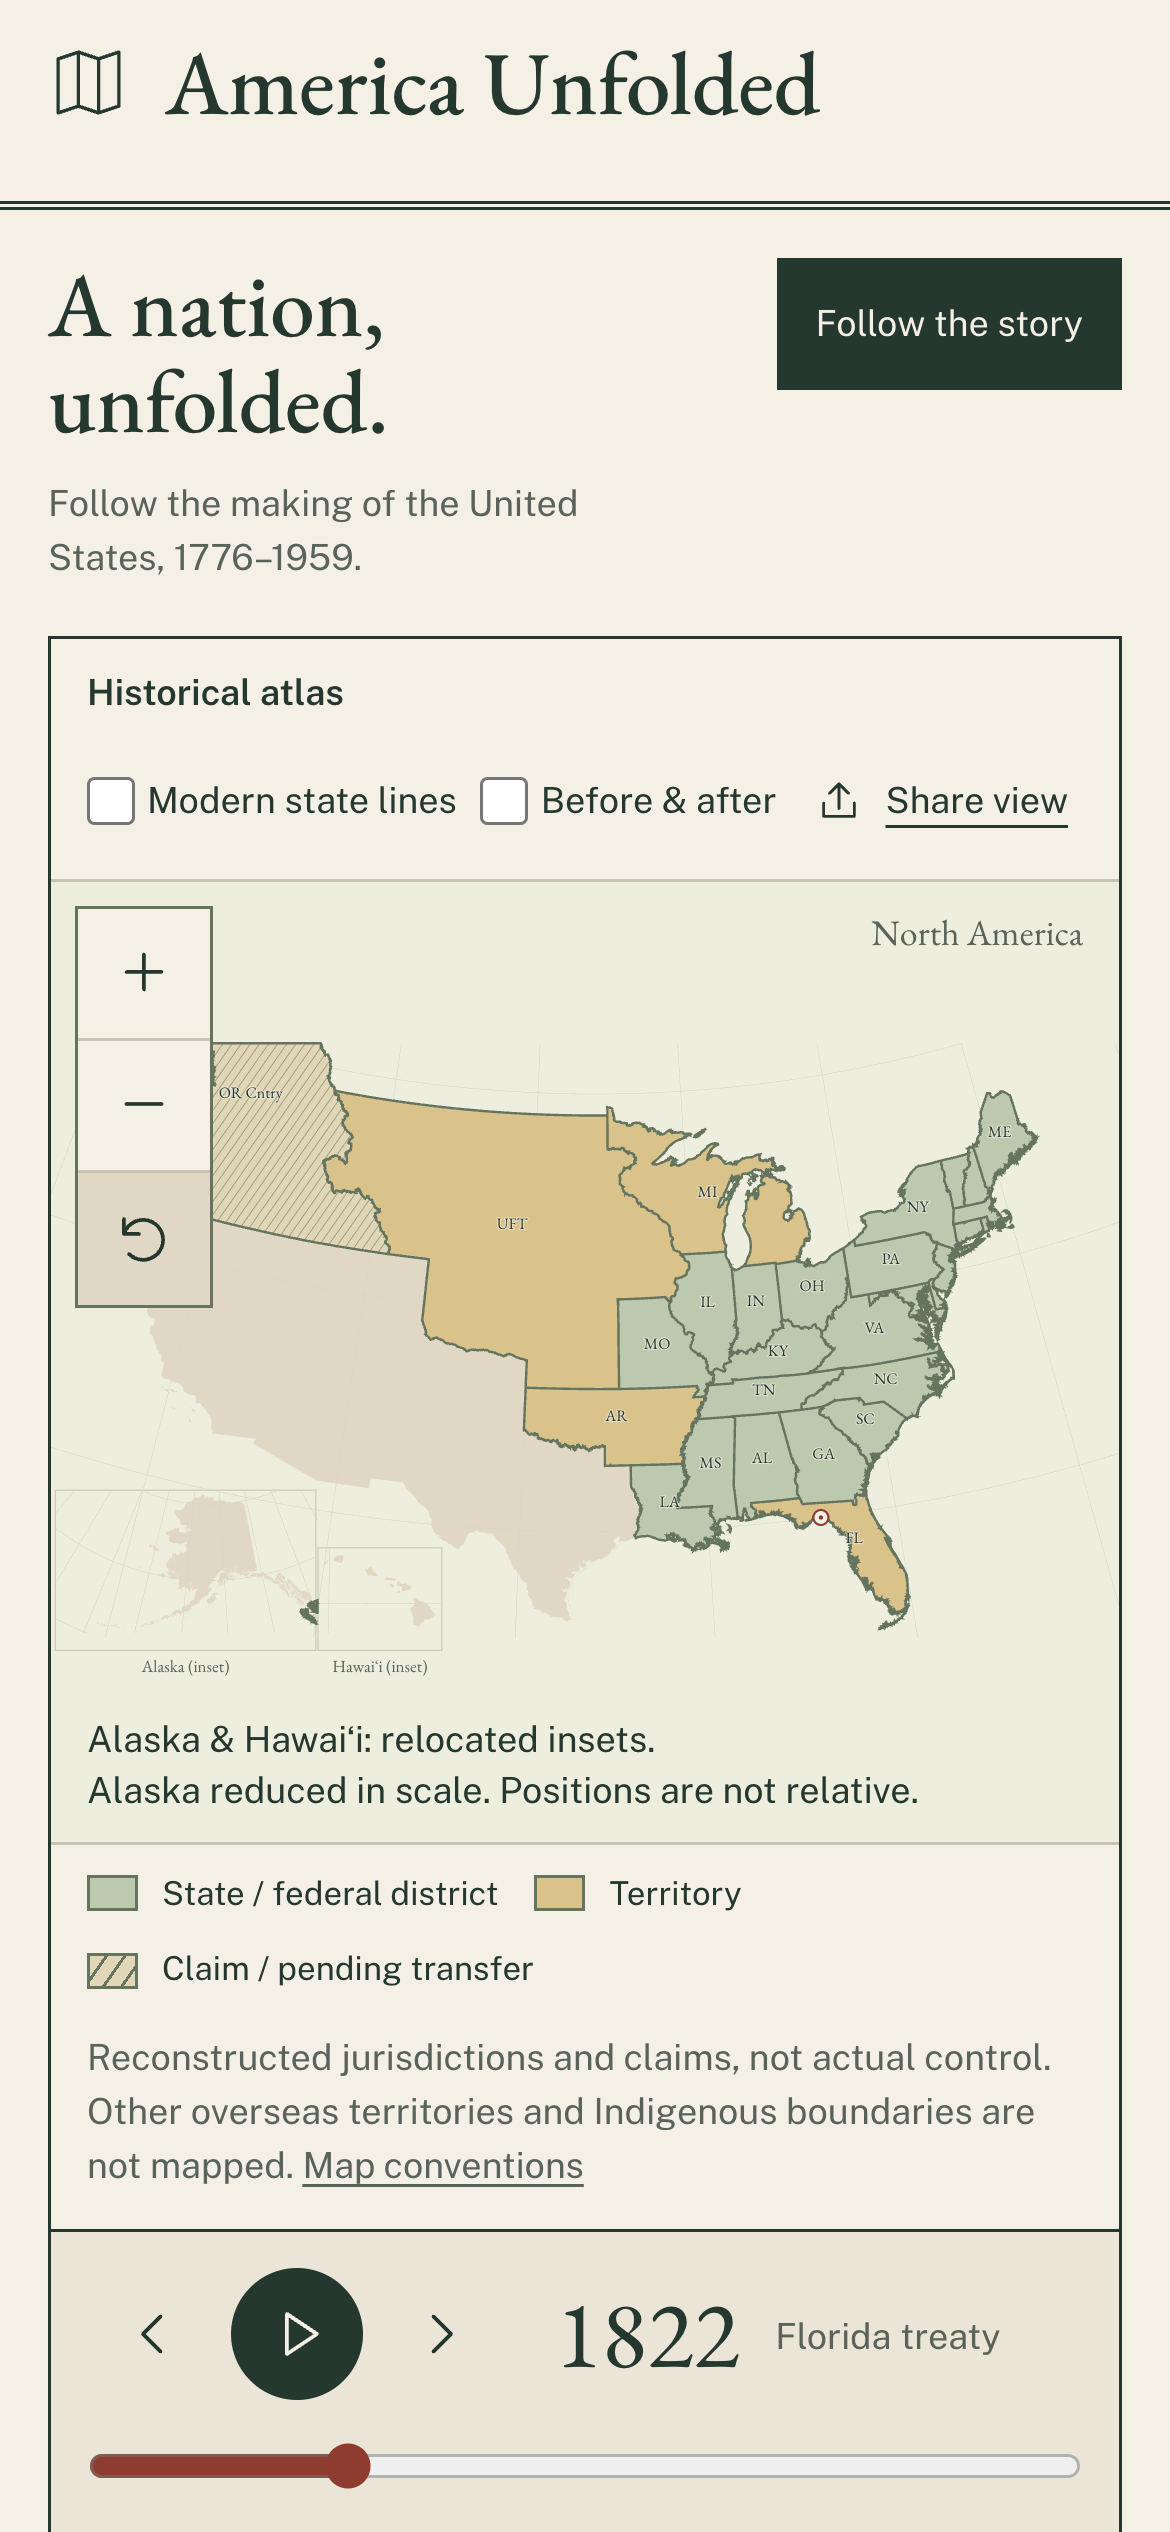 America Unfolded
A nation,
unfolded.
Follow the story
Follow the making of the United
States, 1776–1959.
Historical atlas
Modern state lines
Before & after
Share view
North America
OR Cntry
ME
MI
NY
UFT
PA
OH
IL
IN
VA
MO
KY
NC
TN
AR
SC
GA
AL
MS
LA
FL
Alaska (inset)
Hawaiʻi (inset)
Alaska & Hawaiʻi: relocated insets.
Alaska reduced in scale. Positions are not relative.
State / federal district
Territory
Claim / pending transfer
Reconstructed jurisdictions and claims, not actual control.
Other overseas territories and Indigenous boundaries are
not mapped. Map conventions
1822 Florida treaty